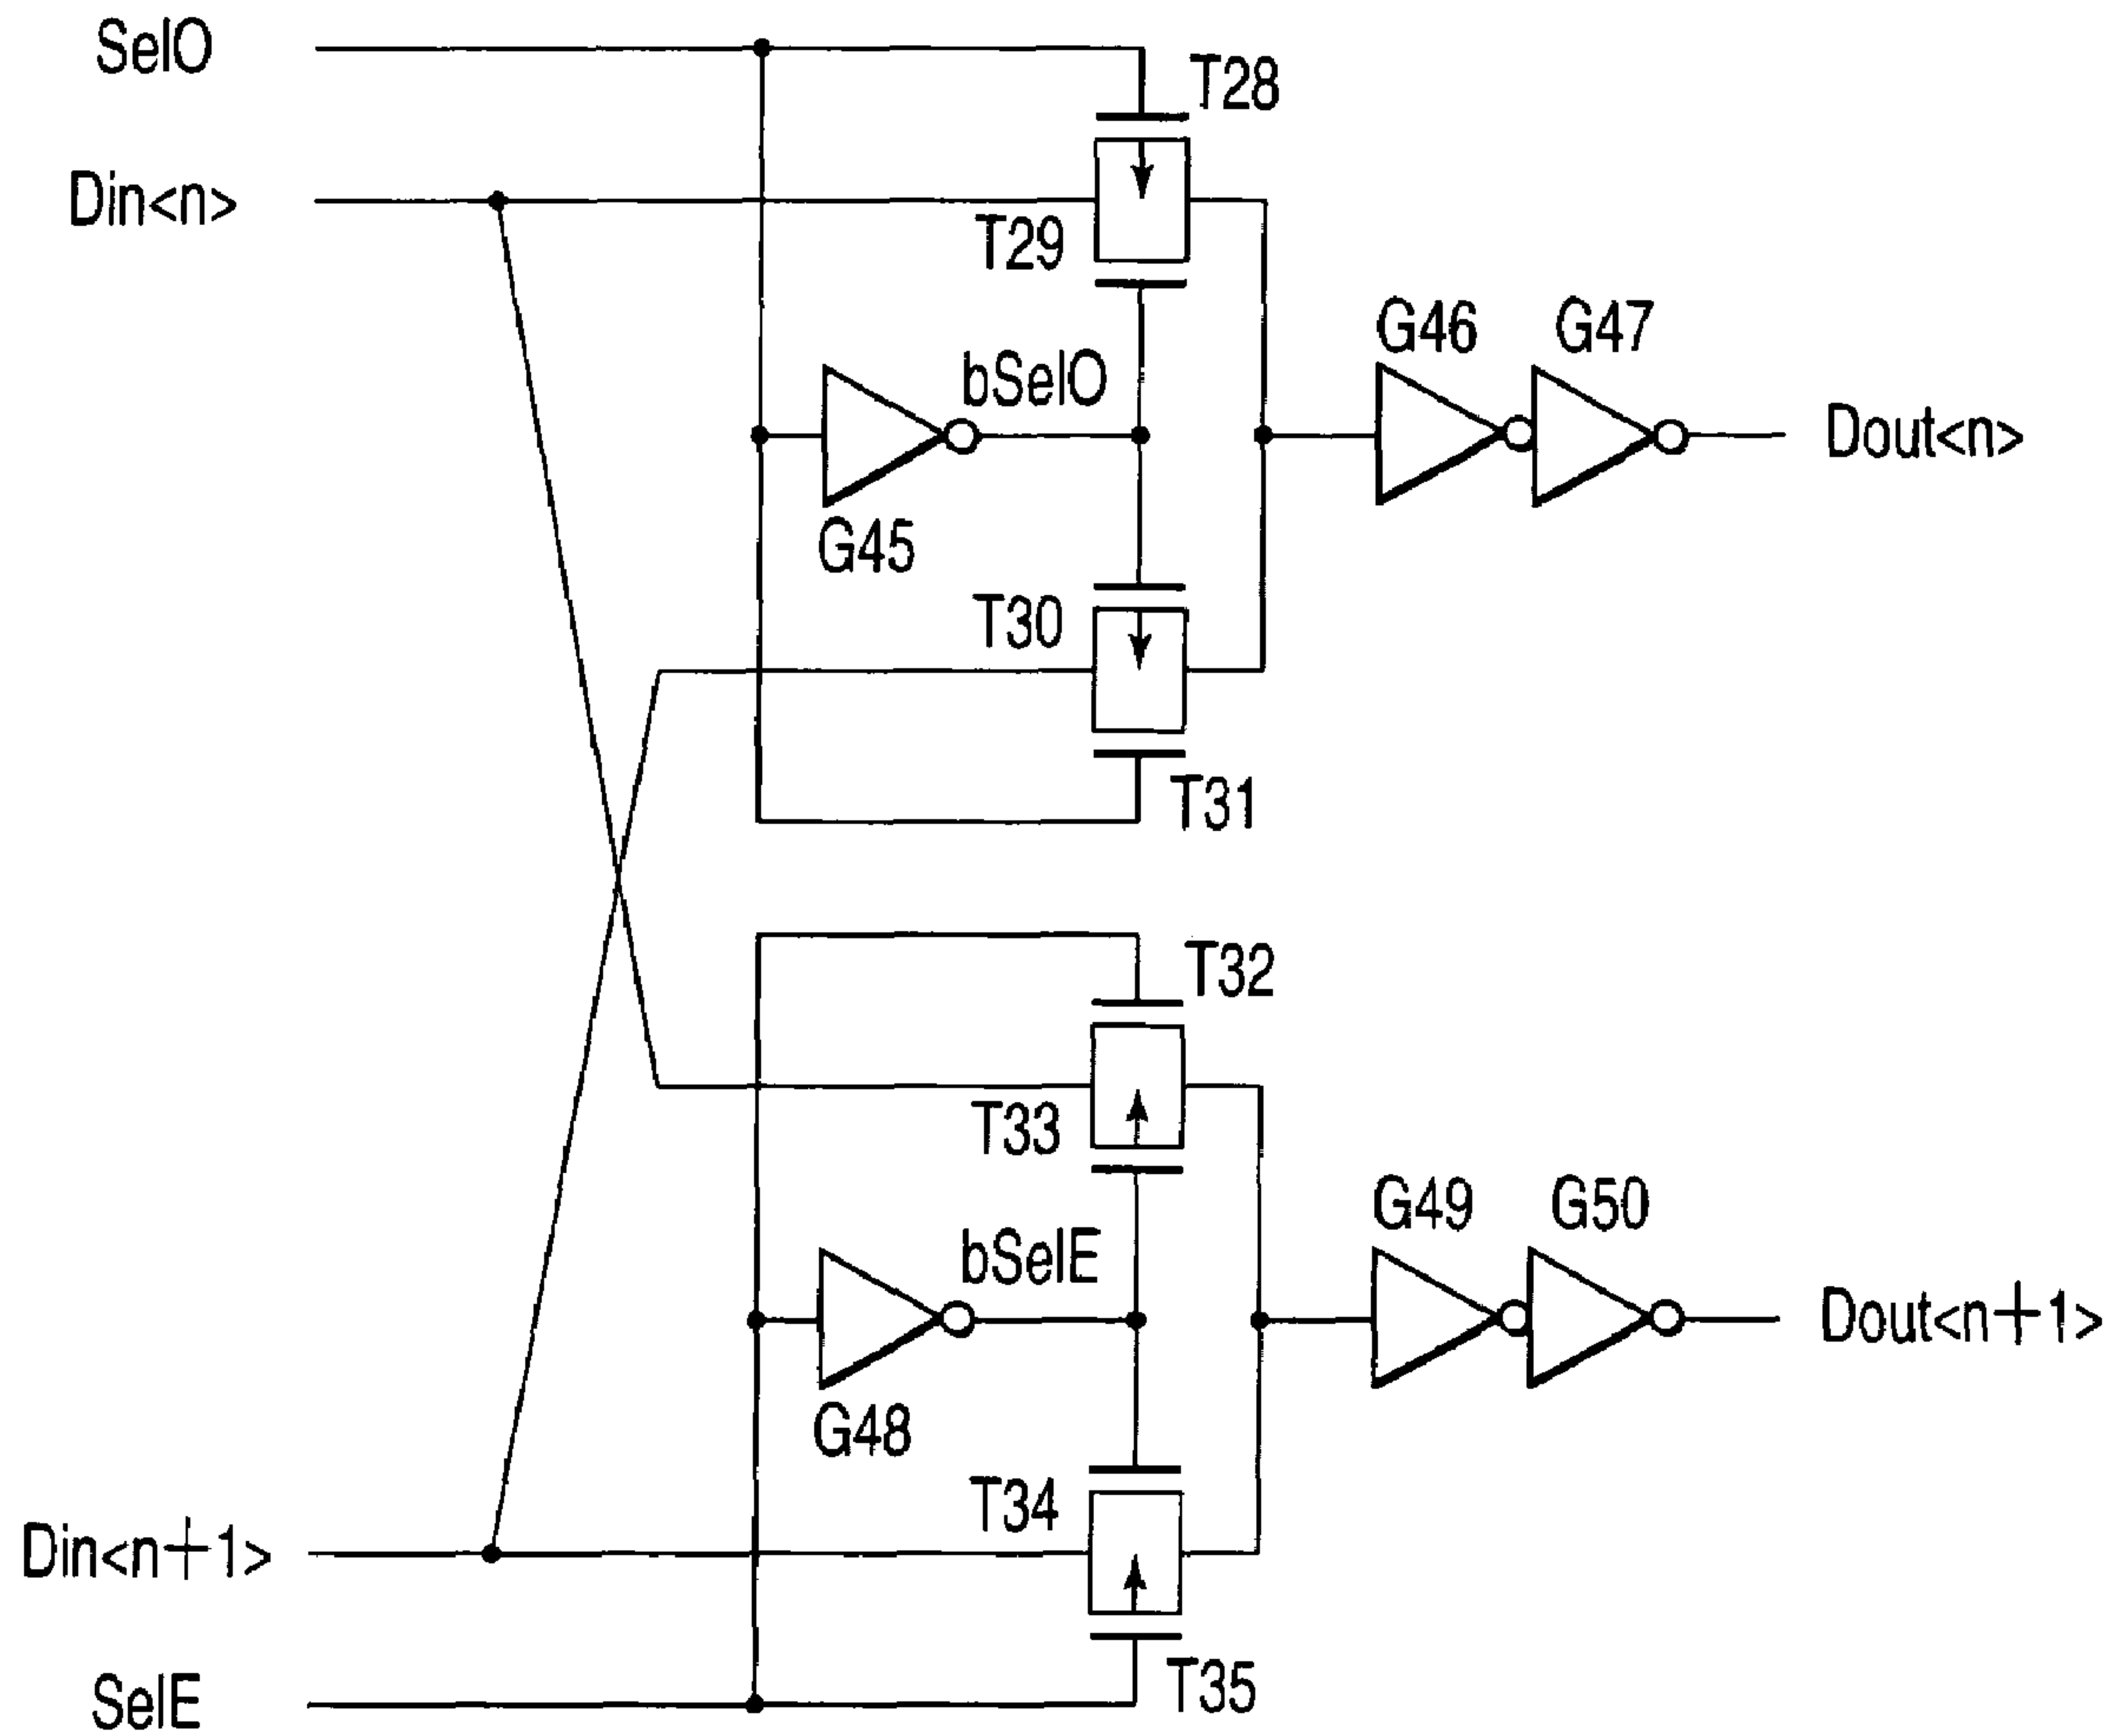 SelO
T28
Din<n>
T29
G46
G47
bSelO
Dout<n>
G45
T30
T31
T32
T33
G49
G50
bSelE
Dout<n+1>
G48
T34
Din<n+1>
T35
SelE